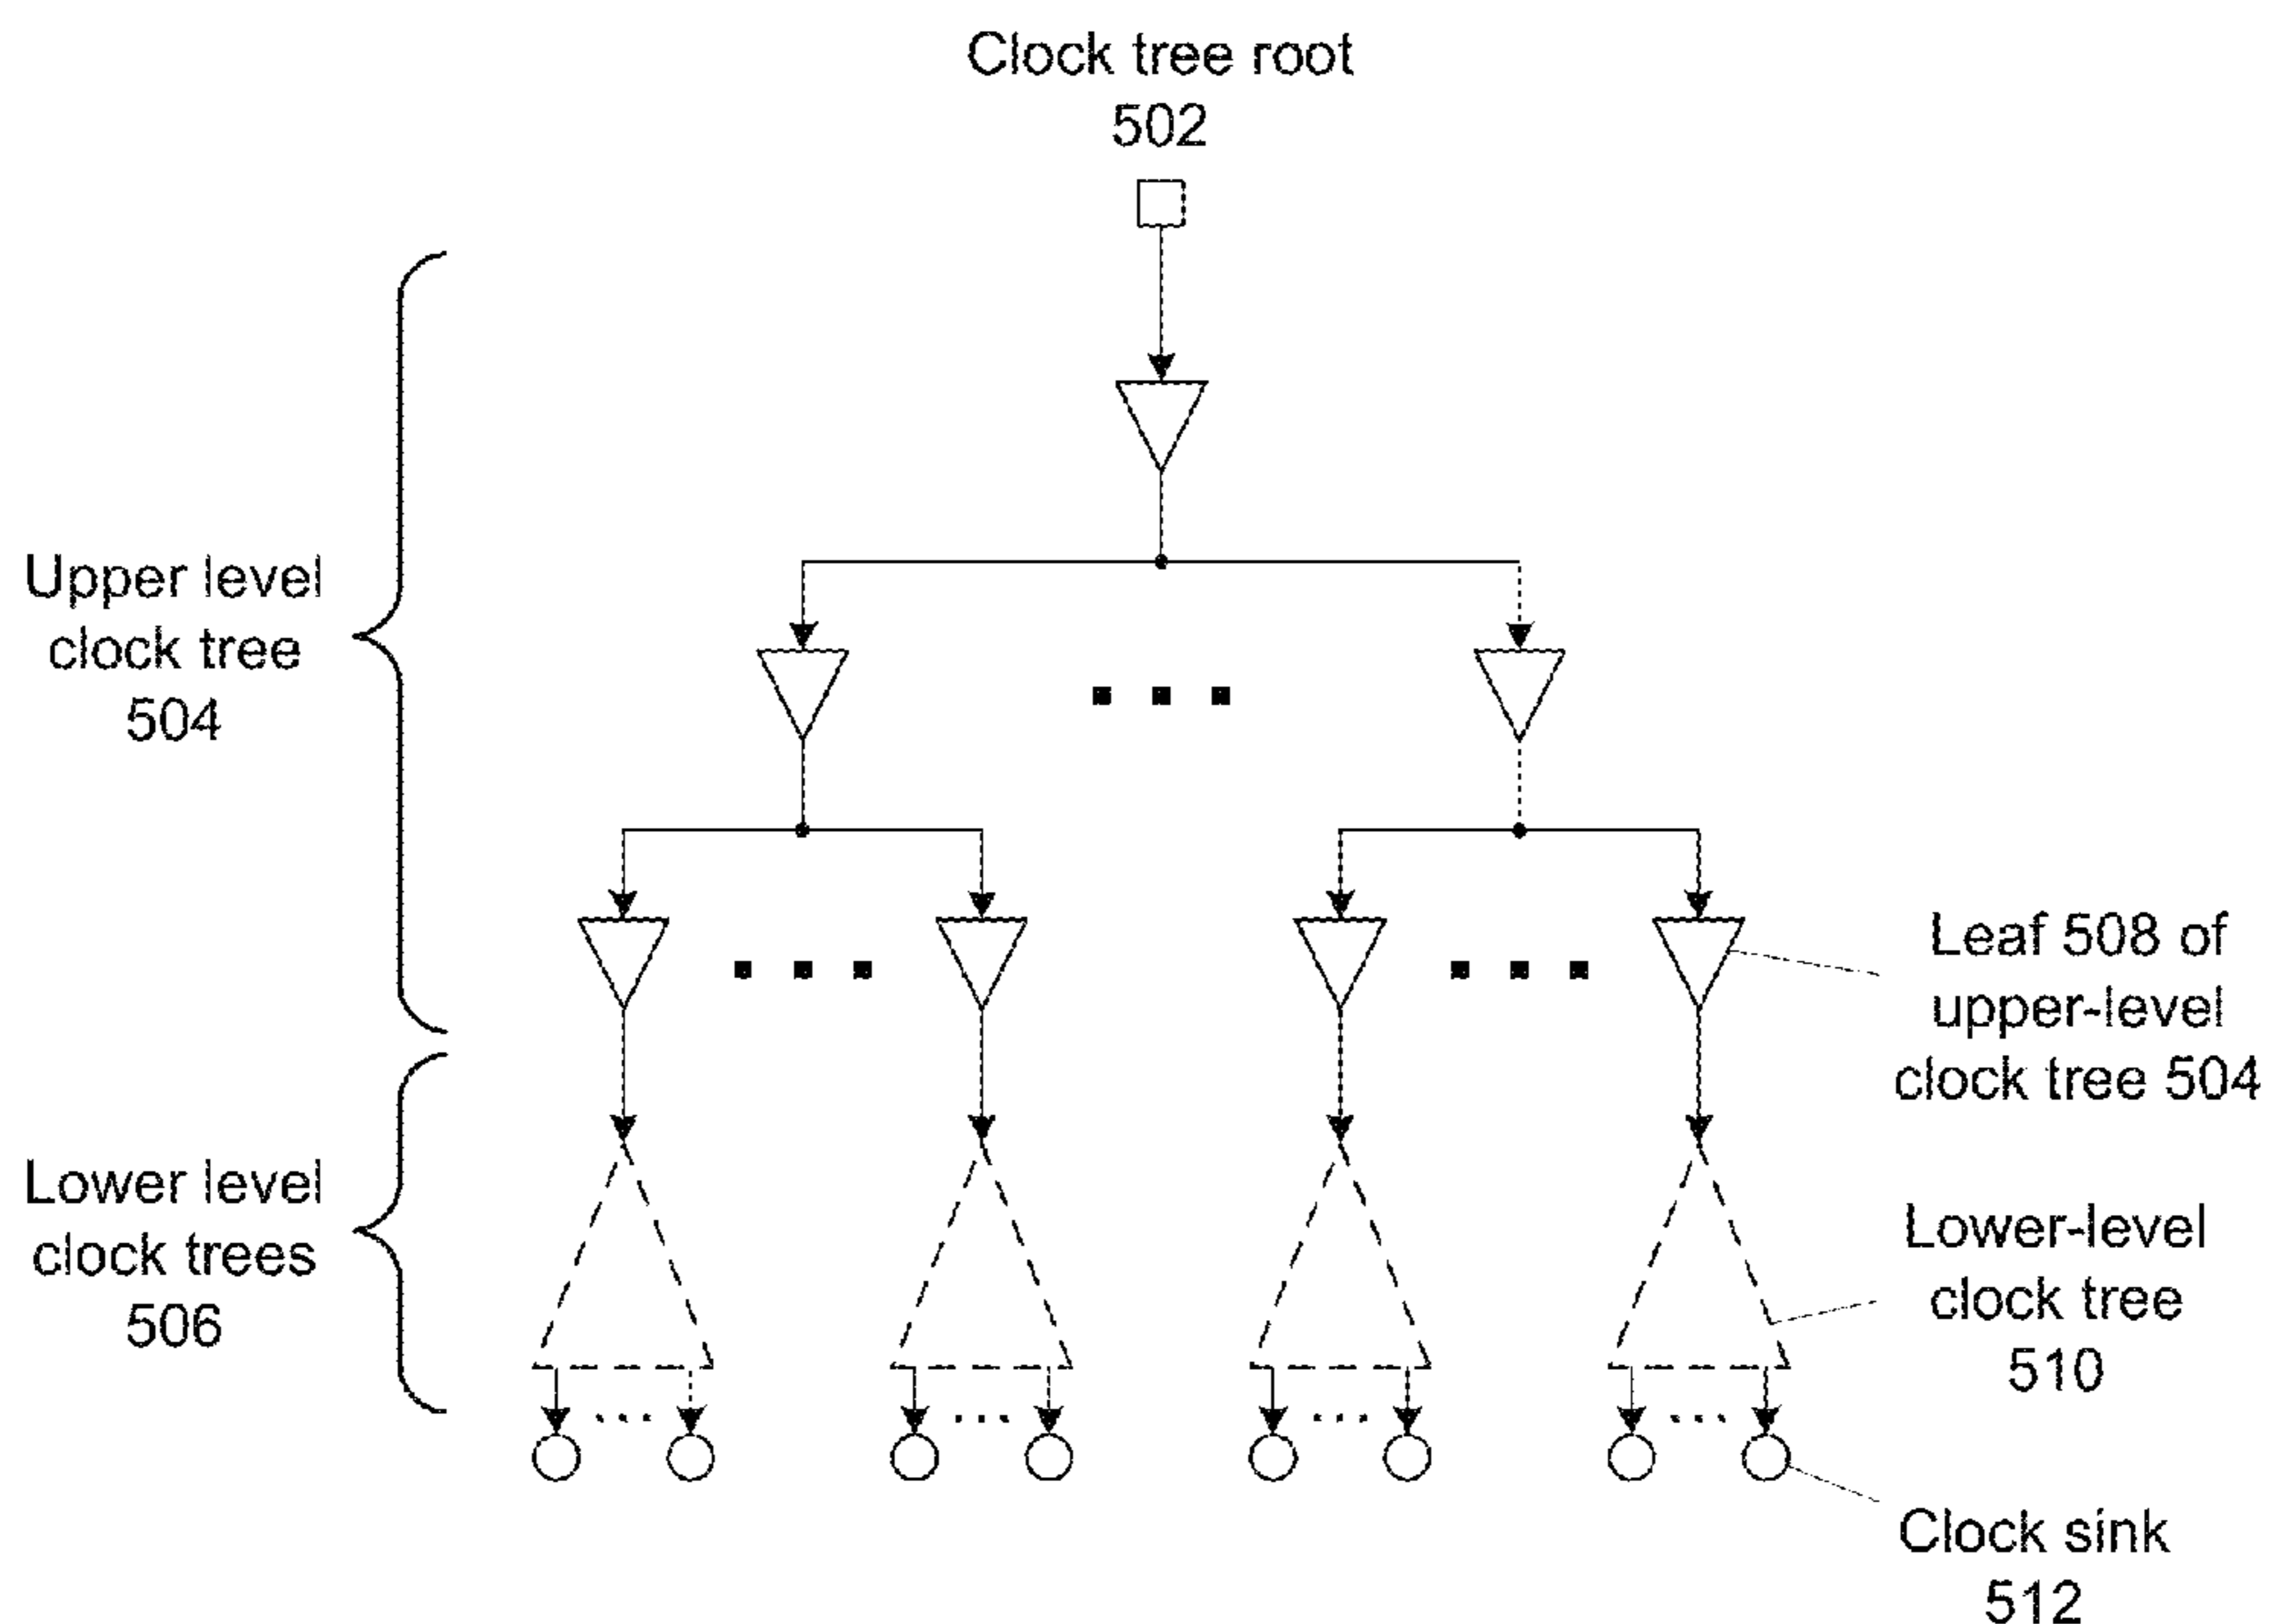 Clock tree root
502
Upper level
clock tree
504
Leaf 508 of
upper-level
clock tree 504
Lower level
clock trees
506
Lower-level
clock tree
510
Clock sink
512